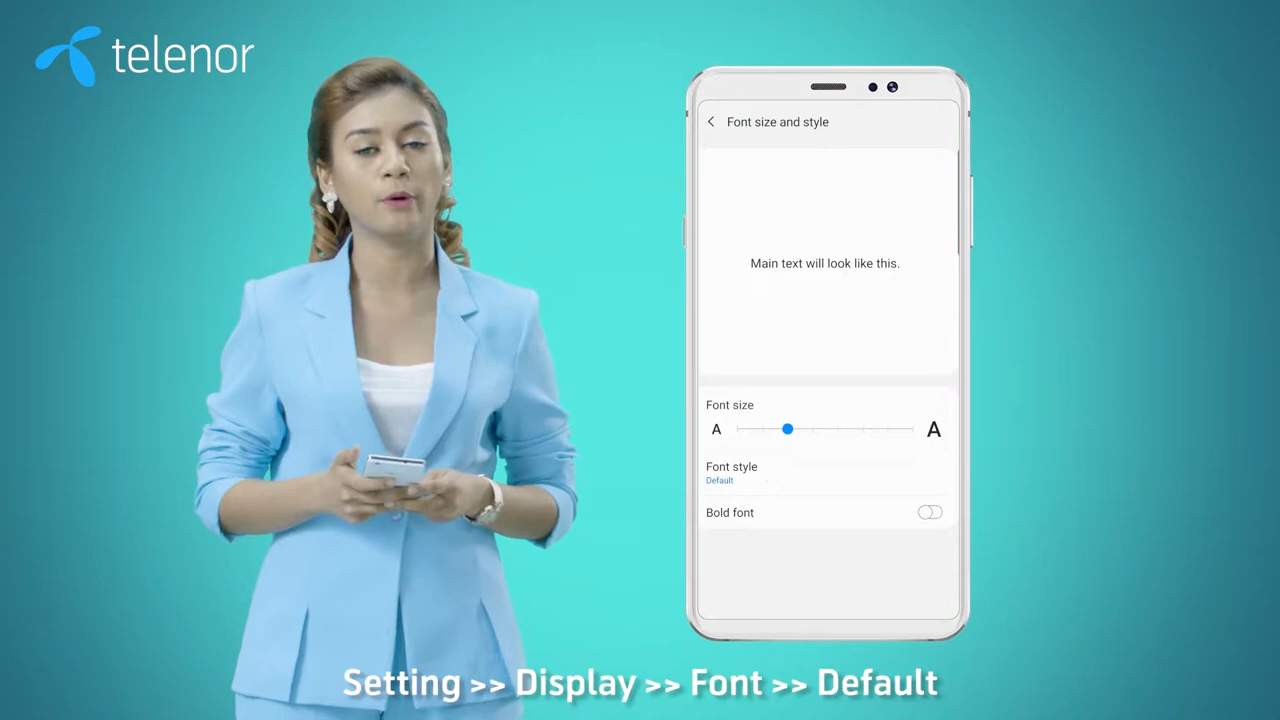 telenor
Font size and style
Main text will look like this.
Font size
A A
Font style
Default
Bold font
Setting >> Display >> Font >> Default